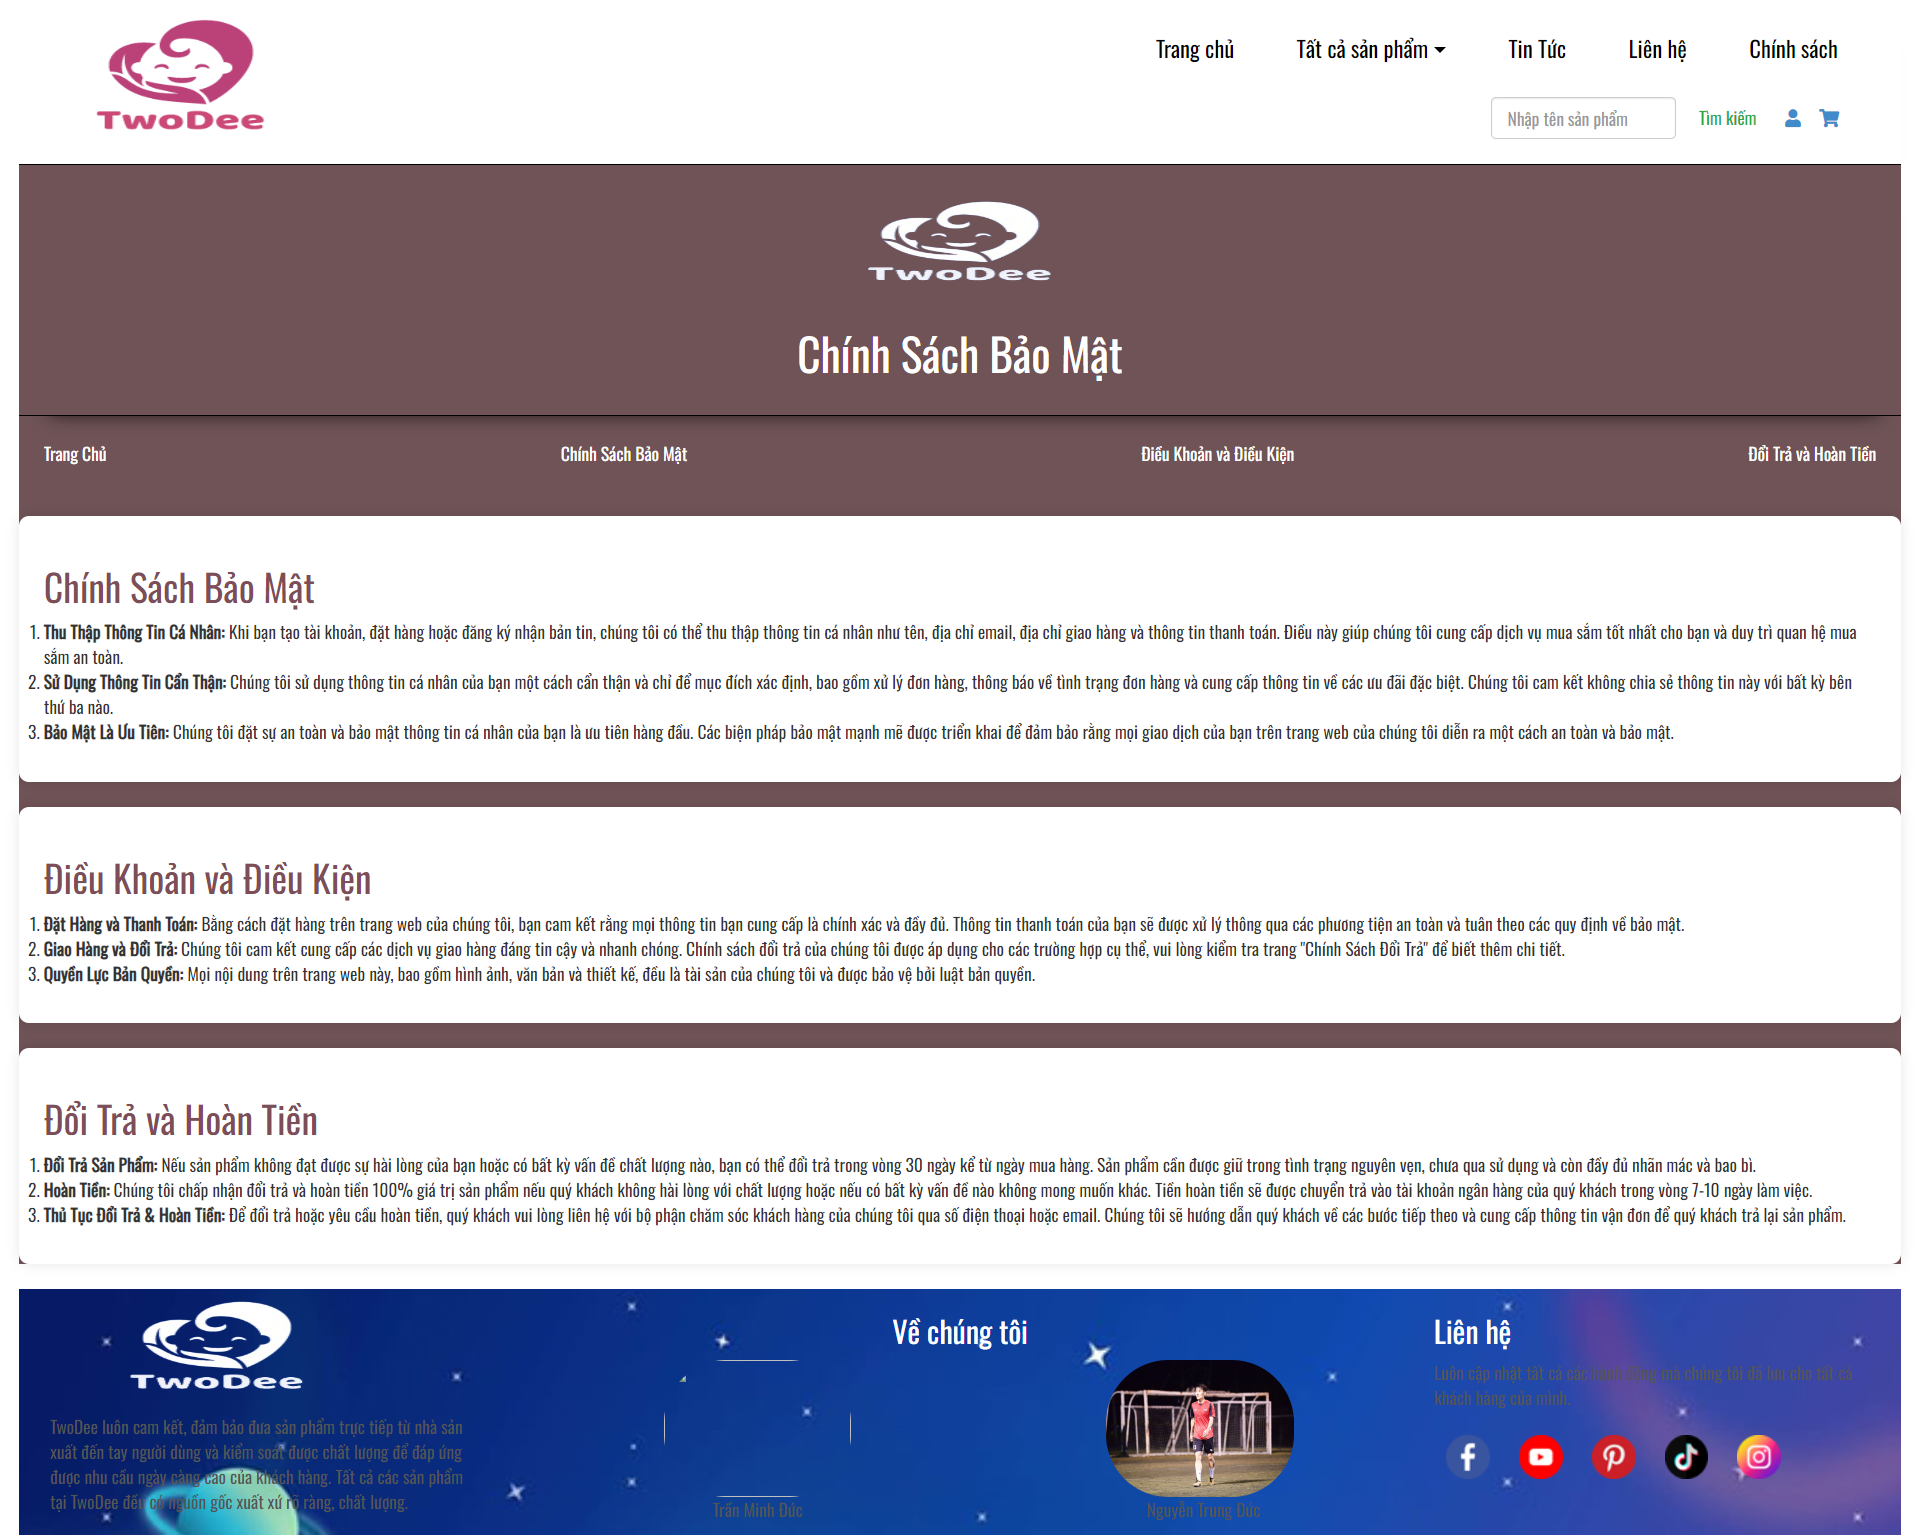 TwoDee
Trang chủ
Tất cả sản phẩm
Tin Tức
Liên hệ
Chính sách
Nhập tên sản phẩm
Tìm kiếm
TwoDee
Chính Sách Bảo Mật
Trang Chủ
Chính Sách Bảo Mật
Điều Khoản và Điều Kiện
Đổi Trả và Hoàn Tiền
Chính Sách Bảo Mật
1. Thu Thập Thông Tin Cá Nhân: Khi bạn tạo tài khoản, đặt hàng hoặc đăng ký nhận bản tin, chúng tôi có thể thu thập thông tin cá nhân như tên, địa chỉ email, địa chỉ giao hàng và thông tin thanh toán. Điều này giúp chúng tôi cung cấp dịch vụ mua sắm tốt nhất cho bạn và duy trì quan hệ mua
sắm an toàn.
2. Sử Dụng Thông Tin Cẩn Thận: Chúng tôi sử dụng thông tin cá nhân của bạn một cách cẩn thận và chỉ để mục đích xác định, bao gồm xử lý đơn hàng, thông báo về tình trạng đơn hàng và cung cấp thông tin về các ưu đãi đặc biệt. Chúng tôi cam kết không chia sẻ thông tin này với bất kỳ bên
thứ ba nào.
3. Bảo Mật Là Ưu Tiên: Chúng tôi đặt sự an toàn và bảo mật thông tin cá nhân của bạn là ưu tiên hàng đầu. Các biện pháp bảo mật mạnh mẽ được triển khai để đảm bảo rằng mọi giao dịch của bạn trên trang web của chúng tôi diễn ra một cách an toàn và bảo mật.
Điều Khoản và Điều Kiện
1. Đặt Hàng và Thanh Toán: Bằng cách đặt hàng trên trang web của chúng tôi, bạn cam kết rằng mọi thông tin bạn cung cấp là chính xác và đầy đủ. Thông tin thanh toán của bạn sẽ được xử lý thông qua các phương tiện an toàn và tuân theo các quy định về bảo mật.
2. Giao Hàng và Đổi Trả: Chúng tôi cam kết cung cấp các dịch vụ giao hàng đáng tin cậy và nhanh chóng. Chính sách đổi trả của chúng tôi được áp dụng cho các trường hợp cụ thể, vui lòng kiểm tra trang "Chính Sách Đổi Trả" để biết thêm chi tiết.
3. Quyền Lực Bản Quyền: Mọi nội dung trên trang web này, bao gồm hình ảnh, văn bản và thiết kế, đều là tài sản của chúng tôi và được bảo vệ bởi luật bản quyền.
Đổi Trả và Hoàn Tiền
1. Đổi Trả Sản Phẩm: Nếu sản phẩm không đạt được sự hài lòng của bạn hoặc có bất kỳ vấn đề chất lượng nào, bạn có thể đổi trả trong vòng 30 ngày kể từ ngày mua hàng. Sản phẩm cần được giữ trong tình trạng nguyên vẹn, chưa qua sử dụng và còn đầy đủ nhãn mác và bao bì.
2. Hoàn Tiền: Chúng tôi chấp nhận đổi trả và hoàn tiền 100% giá trị sản phẩm nếu quý khách không hài lòng với chất lượng hoặc nếu có bất kỳ vấn đề nào không mong muốn khác. Tiền hoàn tiền sẽ được chuyển trả vào tài khoản ngân hàng của quý khách trong vòng 7-10 ngày làm việc.
3. Thủ Tục Đổi Trả & Hoàn Tiền: Để đổi trả hoặc yêu cầu hoàn tiền, quý khách vui lòng liên hệ với bộ phận chăm sóc khách hàng của chúng tôi qua số điện thoại hoặc email. Chúng tôi sẽ hướng dẫn quý khách về các bước tiếp theo và cung cấp thông tin vận đơn để quý khách trả lại sản phẩm.
TwoDee
TwoDee luôn cam kết, đảm bảo đưa sản phẩm trực tiếp từ nhà sản
xuất đến tay người dùng và kiểm soát được chất lượng để đáp ứng
được nhu cầu ngày càng cao của khách hàng. Tất cả các sản phẩm
tại TwoDee đều có nguồn gốc xuất xứ rõ ràng, chất lượng.
Về chúng tôi
Trần Minh Đức
Nguyễn Trung Đức
Liên hệ
Luôn cập nhật tất cả các hành động mà chúng tôi đã lưu cho tất cả
khách hàng của mình.